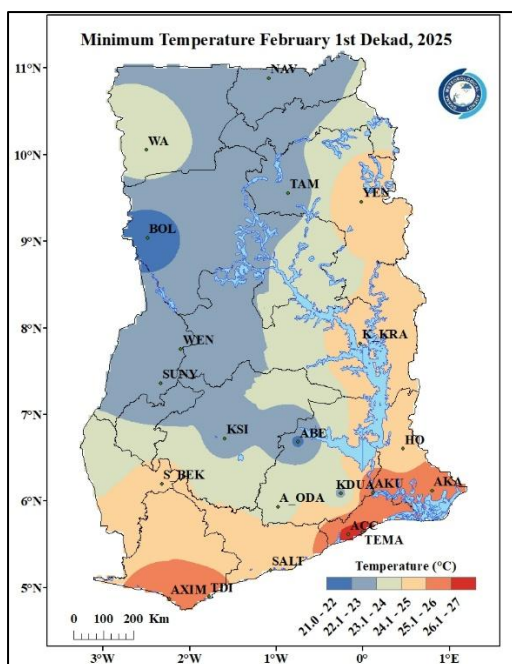 Minimum Temperature February 1st Dekad, 2025
11°N
NAV
WA
10°N
TAM
YEN
BOL
9°N
8°N
K_KRA
WEN
SUNY
7°N
KSI
ABE
HO
S_BEK
KDUA
AKU
AKA
6°N
A_ODA
ACC
TEMA
SALT
Temperature (°C)
5°N
AXIM
TDI
21.0 - 22
22.1 - 23
23.1 - 24
24.1 - 25
25.1 - 26
26.1 - 27
0 50 100 200 Km
3°W 2°W 1°W 0° 1°E